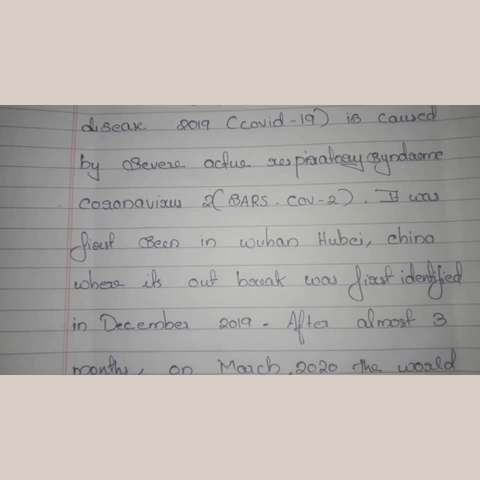 disease 2019 (covid-19) is caused
by severe actue respiratory syndrome
coronavirus 2(SARS-COV-2). It was
first seen in wuhan Hubei, china
where its out break was first identified
in December 2019. After almost 3
months, on March, 2020 the world